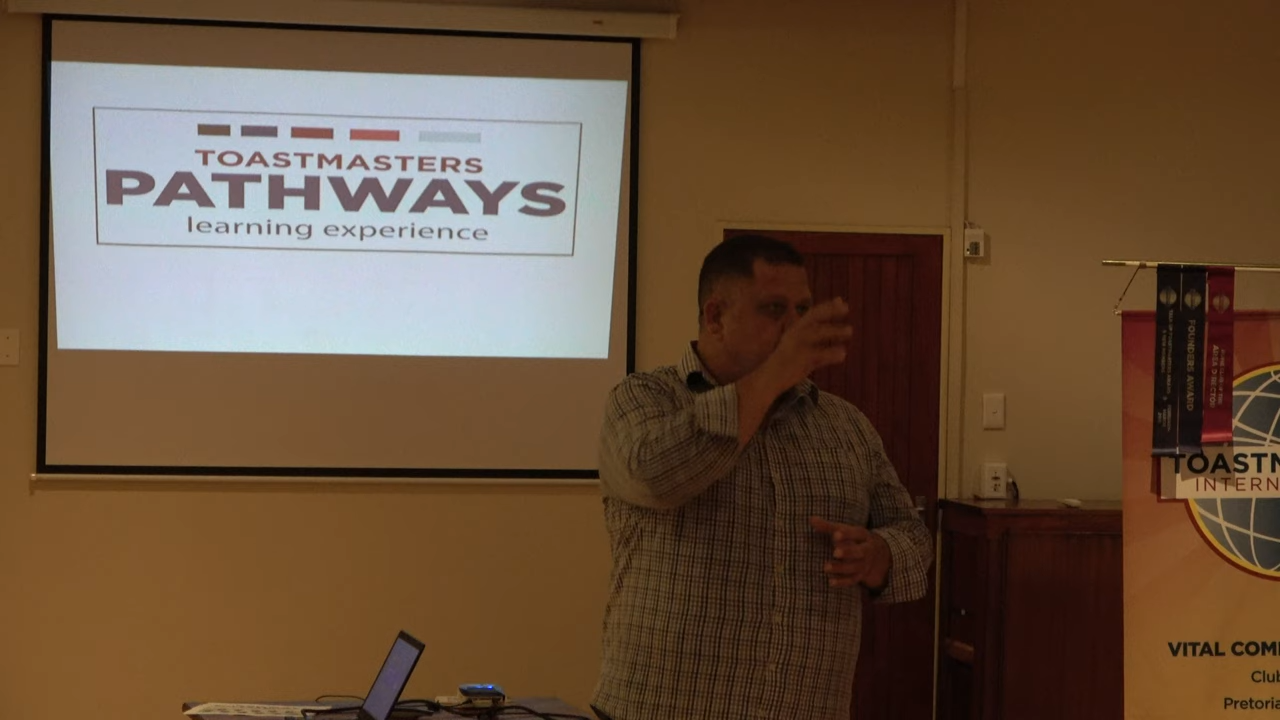 TOASTMASTERS
PATHWAYS
learning experience
FOUNDERS AWARD
TOASTM
INTERN
VITAL COM
Club
Pretoria